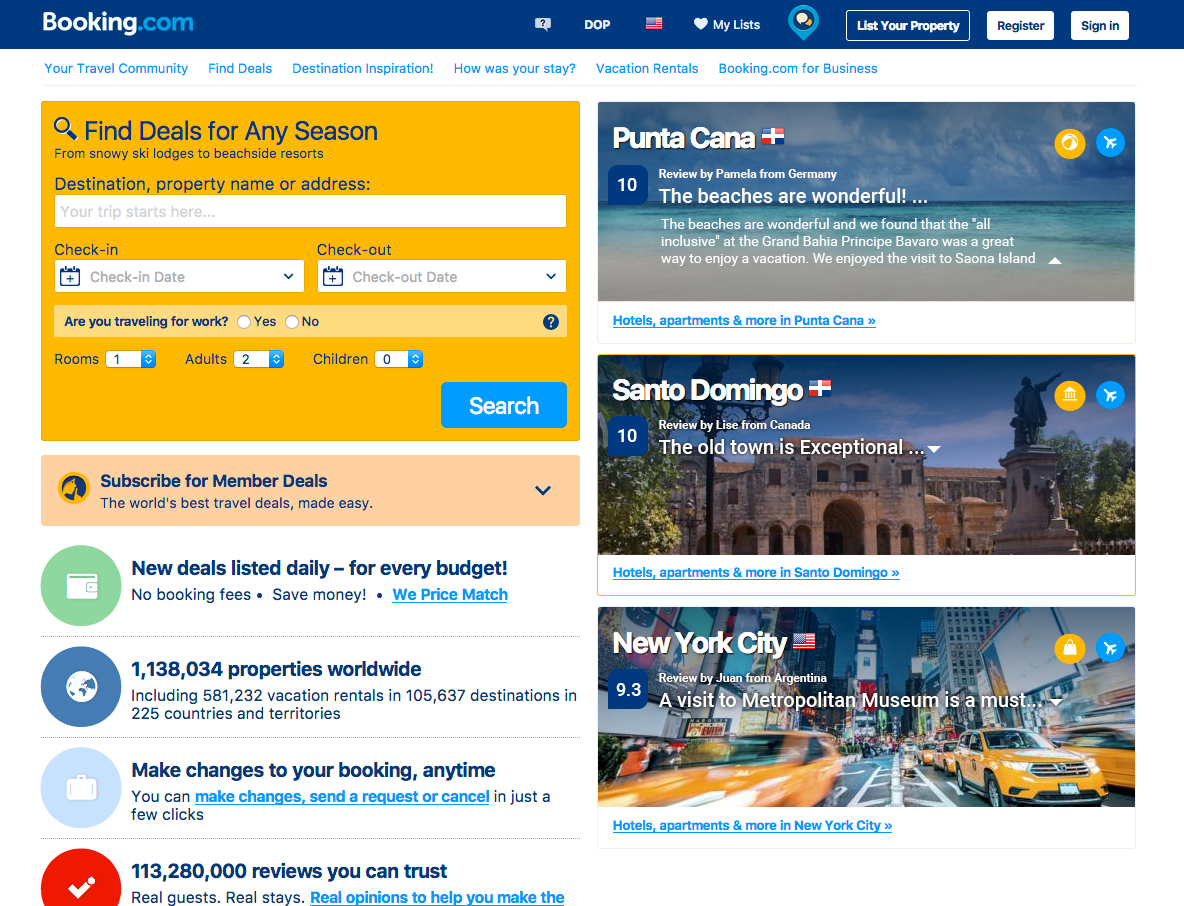 Booking.com
DOP
My Lists
List Your Property
Register
Sign in
Your Travel Community
Find Deals
Destination Inspiration!
How was your stay?
Vacation Rentals
Booking.com for Business
Find Deals for Any Season
From snowy ski lodges to beachside resorts
Destination, property name or address:
Your trip starts here...
Check-in
Check-out
Check-in Date
Check-out Date
Are you traveling for work?
Yes
No
?
Rooms 1
Adults 2
Children 0
Search
Subscribe for Member Deals
The world's best travel deals, made easy.
New deals listed daily – for every budget!
No booking fees • Save money! • We Price Match
1,138,034 properties worldwide
Including 581,232 vacation rentals in 105,637 destinations in
225 countries and territories
Make changes to your booking, anytime
You can make changes, send a request or cancel in just a
few clicks
113,280,000 reviews you can trust
Real guests. Real stays. Real opinions to help you make the
Punta Cana
10
Review by Pamela from Germany
The beaches are wonderful! ...
The beaches are wonderful and we found that the "all
inclusive" at the Grand Bahia Principe Bavaro was a great
way to enjoy a vacation. We enjoyed the visit to Saona Island
Hotels, apartments & more in Punta Cana »
Santo Domingo
10
Review by Lise from Canada
The old town is Exceptional ...
Hotels, apartments & more in Santo Domingo »
New York City
9.3
Review by Juan from Argentina
A visit to Metropolitan Museum is a must...
Hotels, apartments & more in New York City »